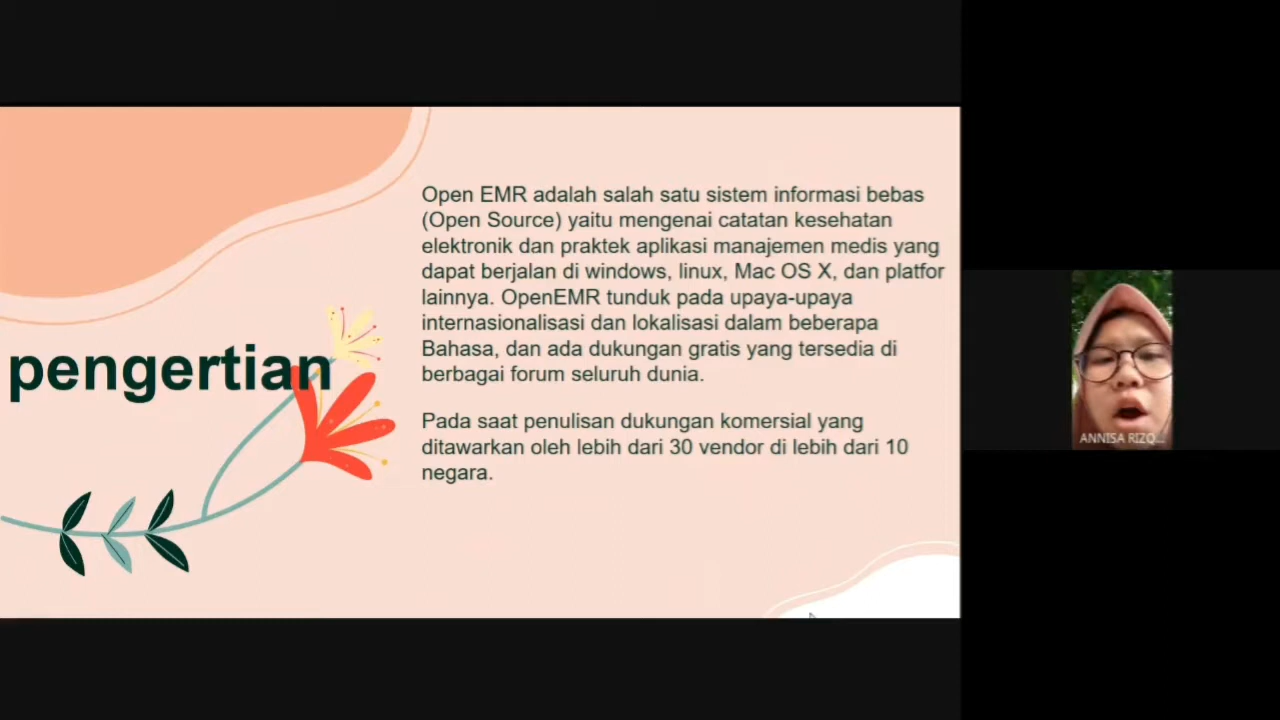 pengertian
Open EMR adalah salah satu sistem informasi bebas
(Open Source) yaitu mengenai catatan kesehatan
elektronik dan praktek aplikasi manajemen medis yang
dapat berjalan di windows, linux, Mac OS X, dan platfor
lainnya. OpenEMR tunduk pada upaya-upaya
internasionalisasi dan lokalisasi dalam beberapa
Bahasa, dan ada dukungan gratis yang tersedia di
berbagai forum seluruh dunia.
Pada saat penulisan dukungan komersial yang
ditawarkan oleh lebih dari 30 vendor di lebih dari 10
negara.
ANNISA RIZQ...